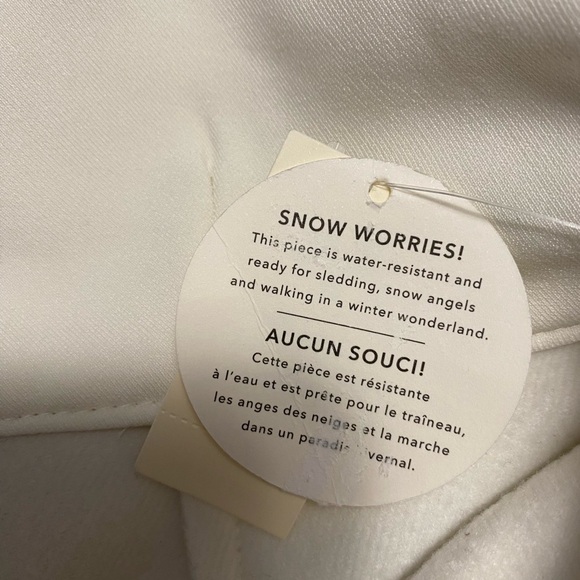 SNOW WORRIES!
This piece is water-resistant and
ready for sledding, snow angels
and walking in a winter wonderland.
AUCUN SOUCI!
Cette pièce est résistante
à l'eau et est prête pour le traîneau,
les anges des neiges et la marche
dans un